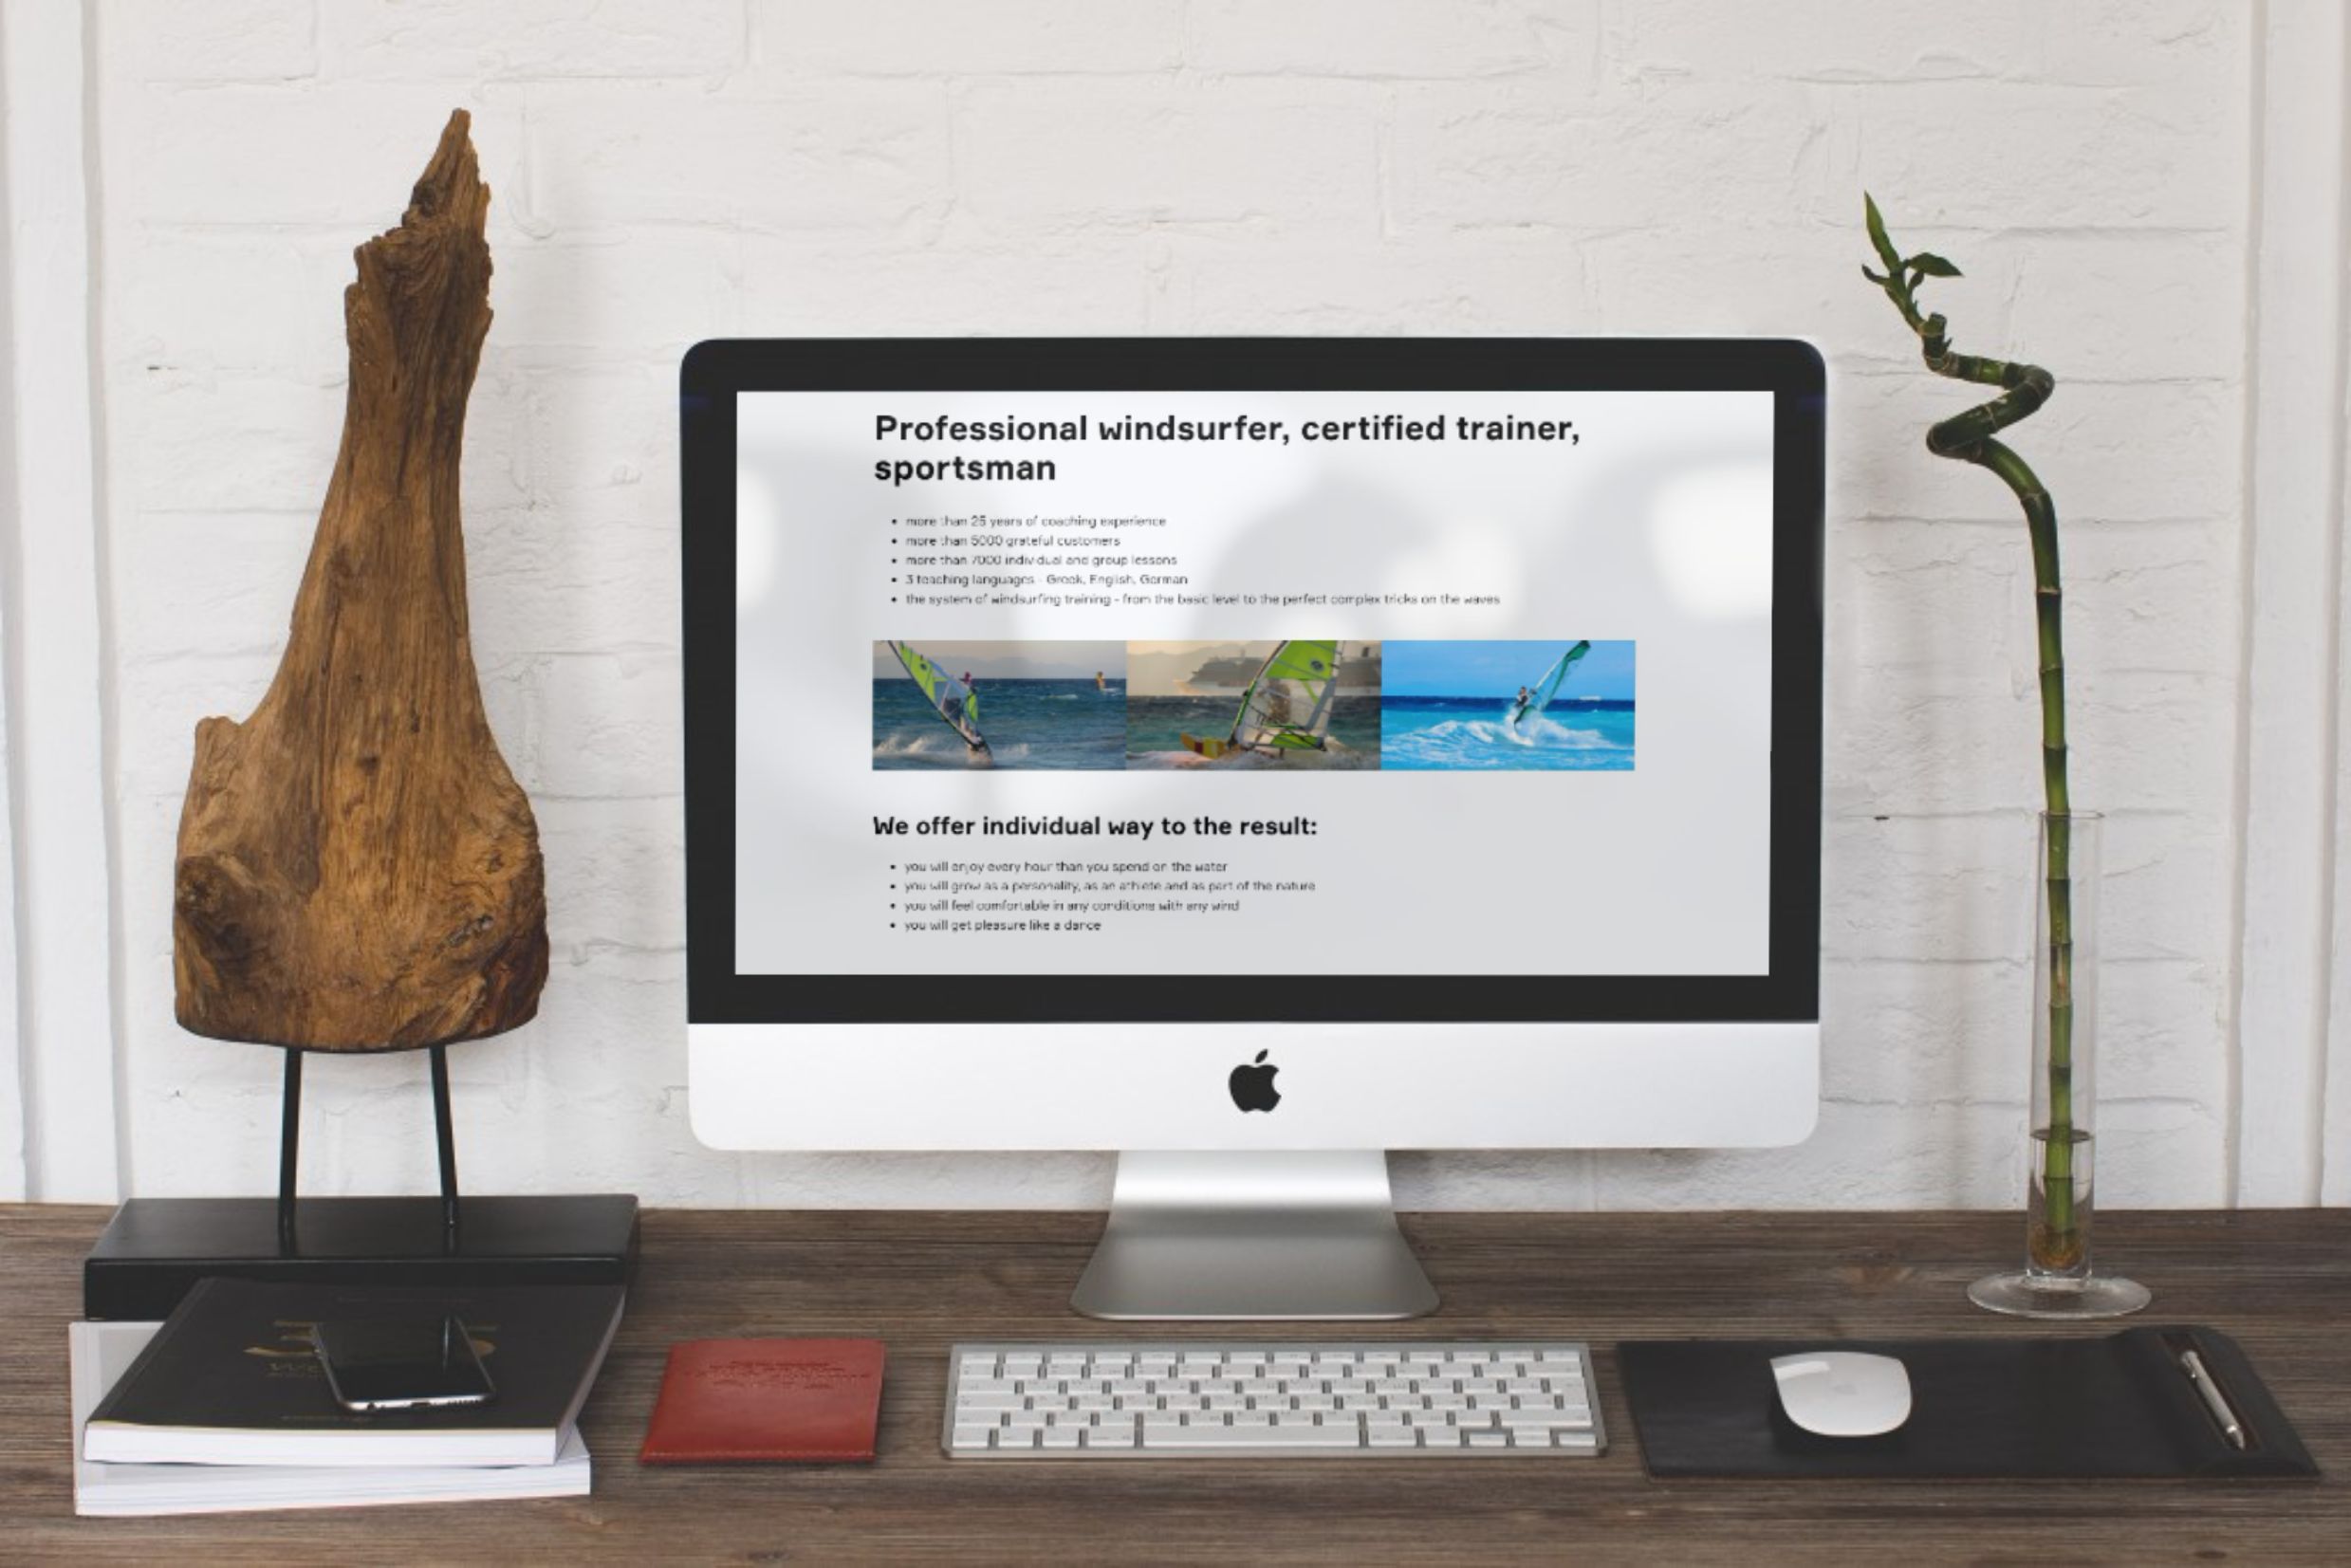 Professional windsurfer, certified trainer,
sportsman
• more than 25 years of coaching experience
• more than 5000 grateful customers
• more than 7000 individual and group lessons
• 3 teaching languages - Greek, English, German
• the system of windsurfing training - from the basic level to the perfect complex tricks on the waves
We offer individual way to the result:
• you will enjoy every hour than you spend on the water
• you will grow as a personality, as an athlete and as part of the nature
• you will feel comfortable in any conditions with any wind
• you will get pleasure like a dance